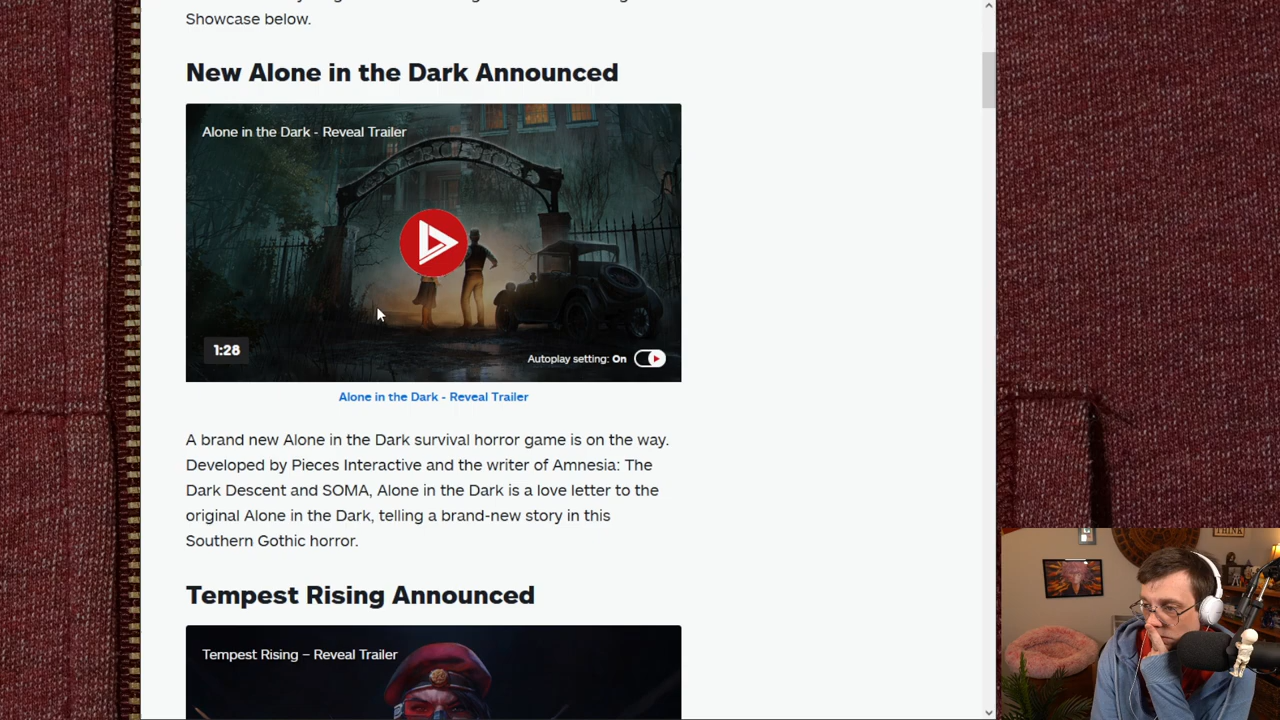 Showcase below.
New Alone in the Dark Announced
Alone in the Dark - Reveal Trailer
1:28
Autoplay setting: On
Alone in the Dark - Reveal Trailer
A brand new Alone in the Dark survival horror game is on the way.
Developed by Pieces Interactive and the writer of Amnesia: The
Dark Descent and SOMA, Alone in the Dark is a love letter to the
original Alone in the Dark, telling a brand-new story in this
Southern Gothic horror.
Tempest Rising Announced
Tempest Rising – Reveal Trailer
THINK